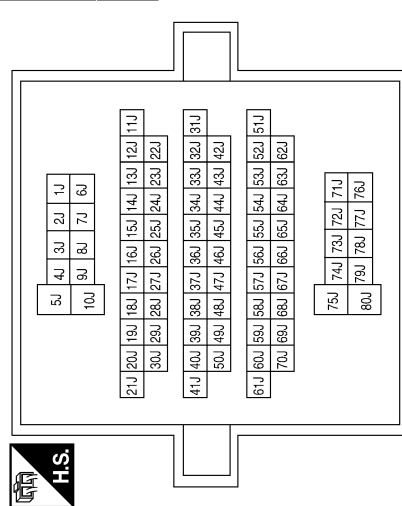 H.S.
5J 4J 3J 2J 1J
10J 9J 8J 7J 6J
21J 20J 19J 18J 17J 16J 15J 14J 13J 12J 11J
30J 29J 28J 27J 26J 25J 24J 23J 22J
41J 40J 39J 38J 37J 36J 35J 34J 33J 32J 31J
50J 49J 48J 47J 46J 45J 44J 43J 42J
61J 60J 59J 58J 57J 56J 55J 54J 53J 52J 51J
70J 69J 68J 67J 66J 65J 64J 63J 62J
75J 74J 73J 72J 71J
80J 79J 78J 77J 76J